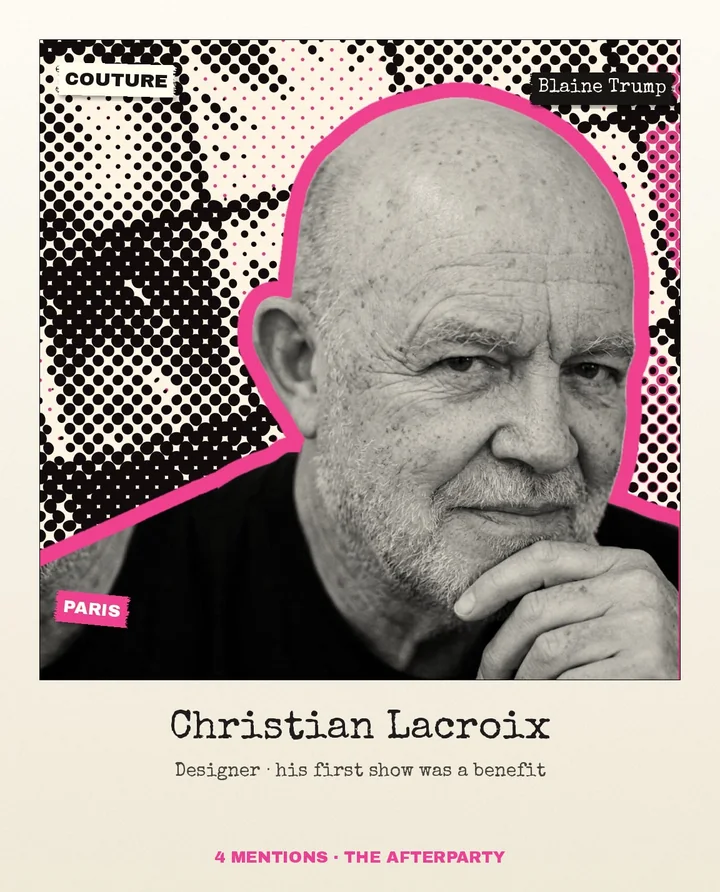 COUTURE
Blaine Trump
PARIS
Christian Lacroix
Designer · his first show was a benefit
4 MENTIONS · THE AFTERPARTY